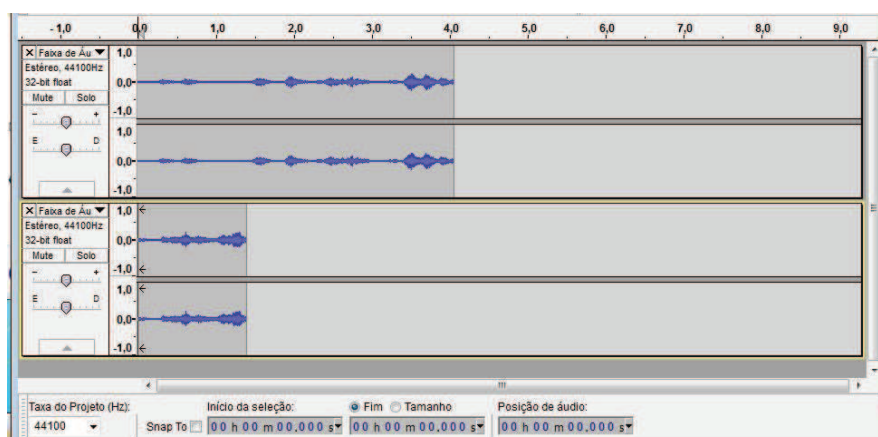 - 1,0 0,0 1,0 2,0 3,0 4,0 5,0 6,0 7,0 8,0 9,0
X Faixa de Áu ▼ 1,0
Estéreo, 44100Hz
32-bit float 0,0-
Mute Solo
- + -1,0
1,0
E D
0,0-
-1,0
X Faixa de Áu ▼ 1,0
Estéreo, 44100Hz
32-bit float 0,0-
Mute Solo
- + -1,0
1,0
E D
0,0-
-1,0
Taxa do Projeto (Hz): Início da seleção: Fim Tamanho Posição de áudio:
44100 Snap To 00 h 00 m 00,000 s 00 h 00 m 00,000 s 00 h 00 m 00,000 s